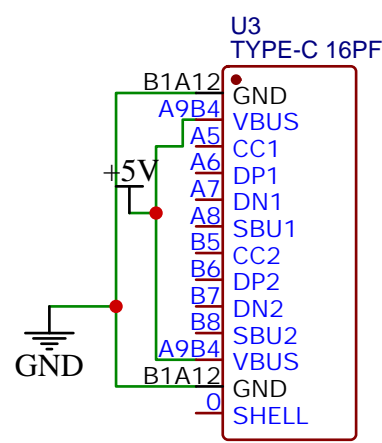 U3
TYPE-C 16PF
B1A12 GND
A9B4 VBUS
A5 CC1
A6 DP1
+5V
A7 DN1
A8 SBU1
B5 CC2
B6 DP2
B7 DN2
B8 SBU2
A9B4 VBUS
GND
B1A12 GND
0 SHELL